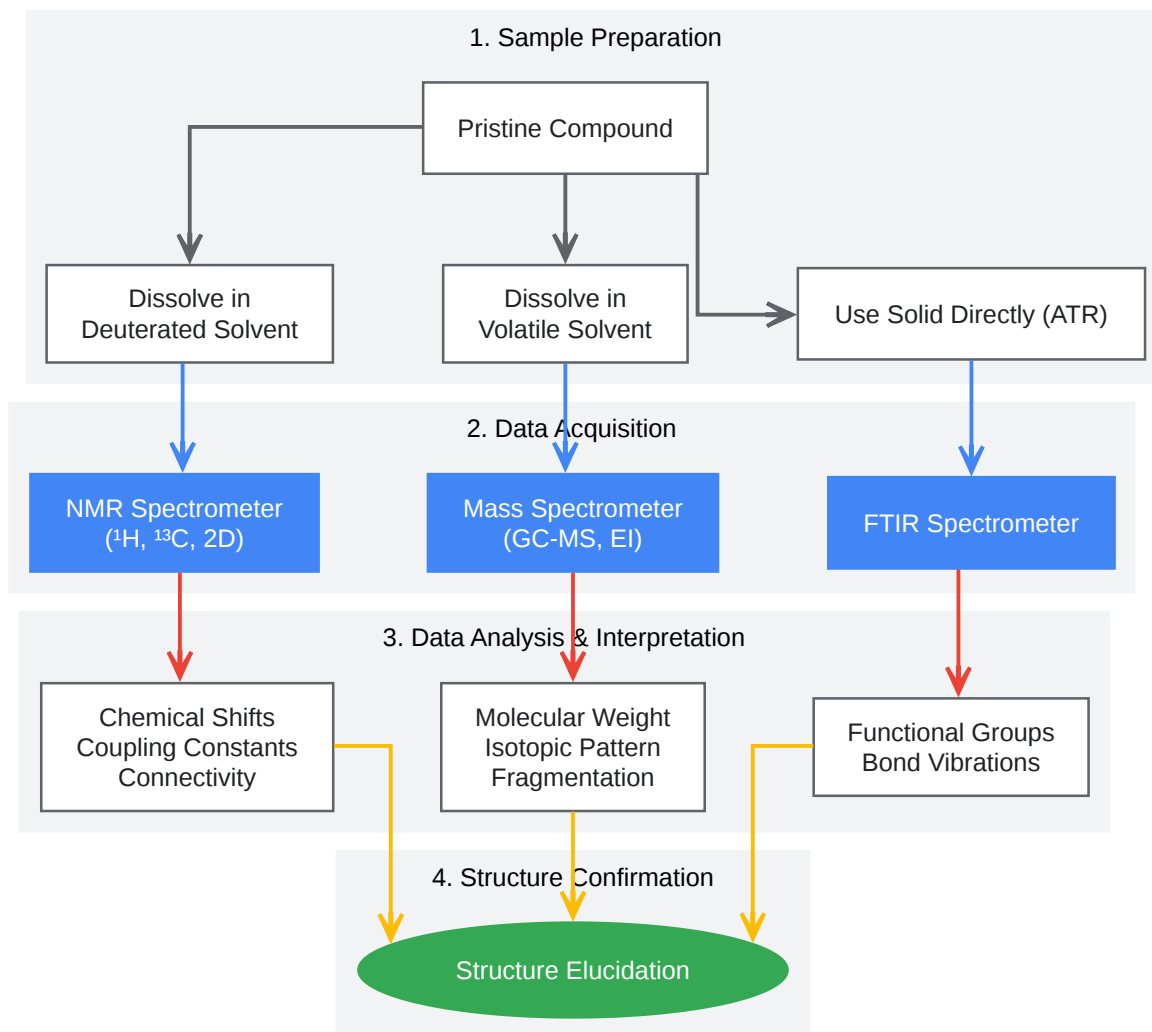 1. Sample Preparation
Pristine Compound
Dissolve in
Deuterated Solvent
Dissolve in
Volatile Solvent
Use Solid Directly (ATR)
2. Data Acquisition
NMR Spectrometer
(¹H, ¹³C, 2D)
Mass Spectrometer
(GC-MS, EI)
FTIR Spectrometer
3. Data Analysis & Interpretation
Chemical Shifts
Coupling Constants
Connectivity
Molecular Weight
Isotopic Pattern
Fragmentation
Functional Groups
Bond Vibrations
4. Structure Confirmation
Structure Elucidation